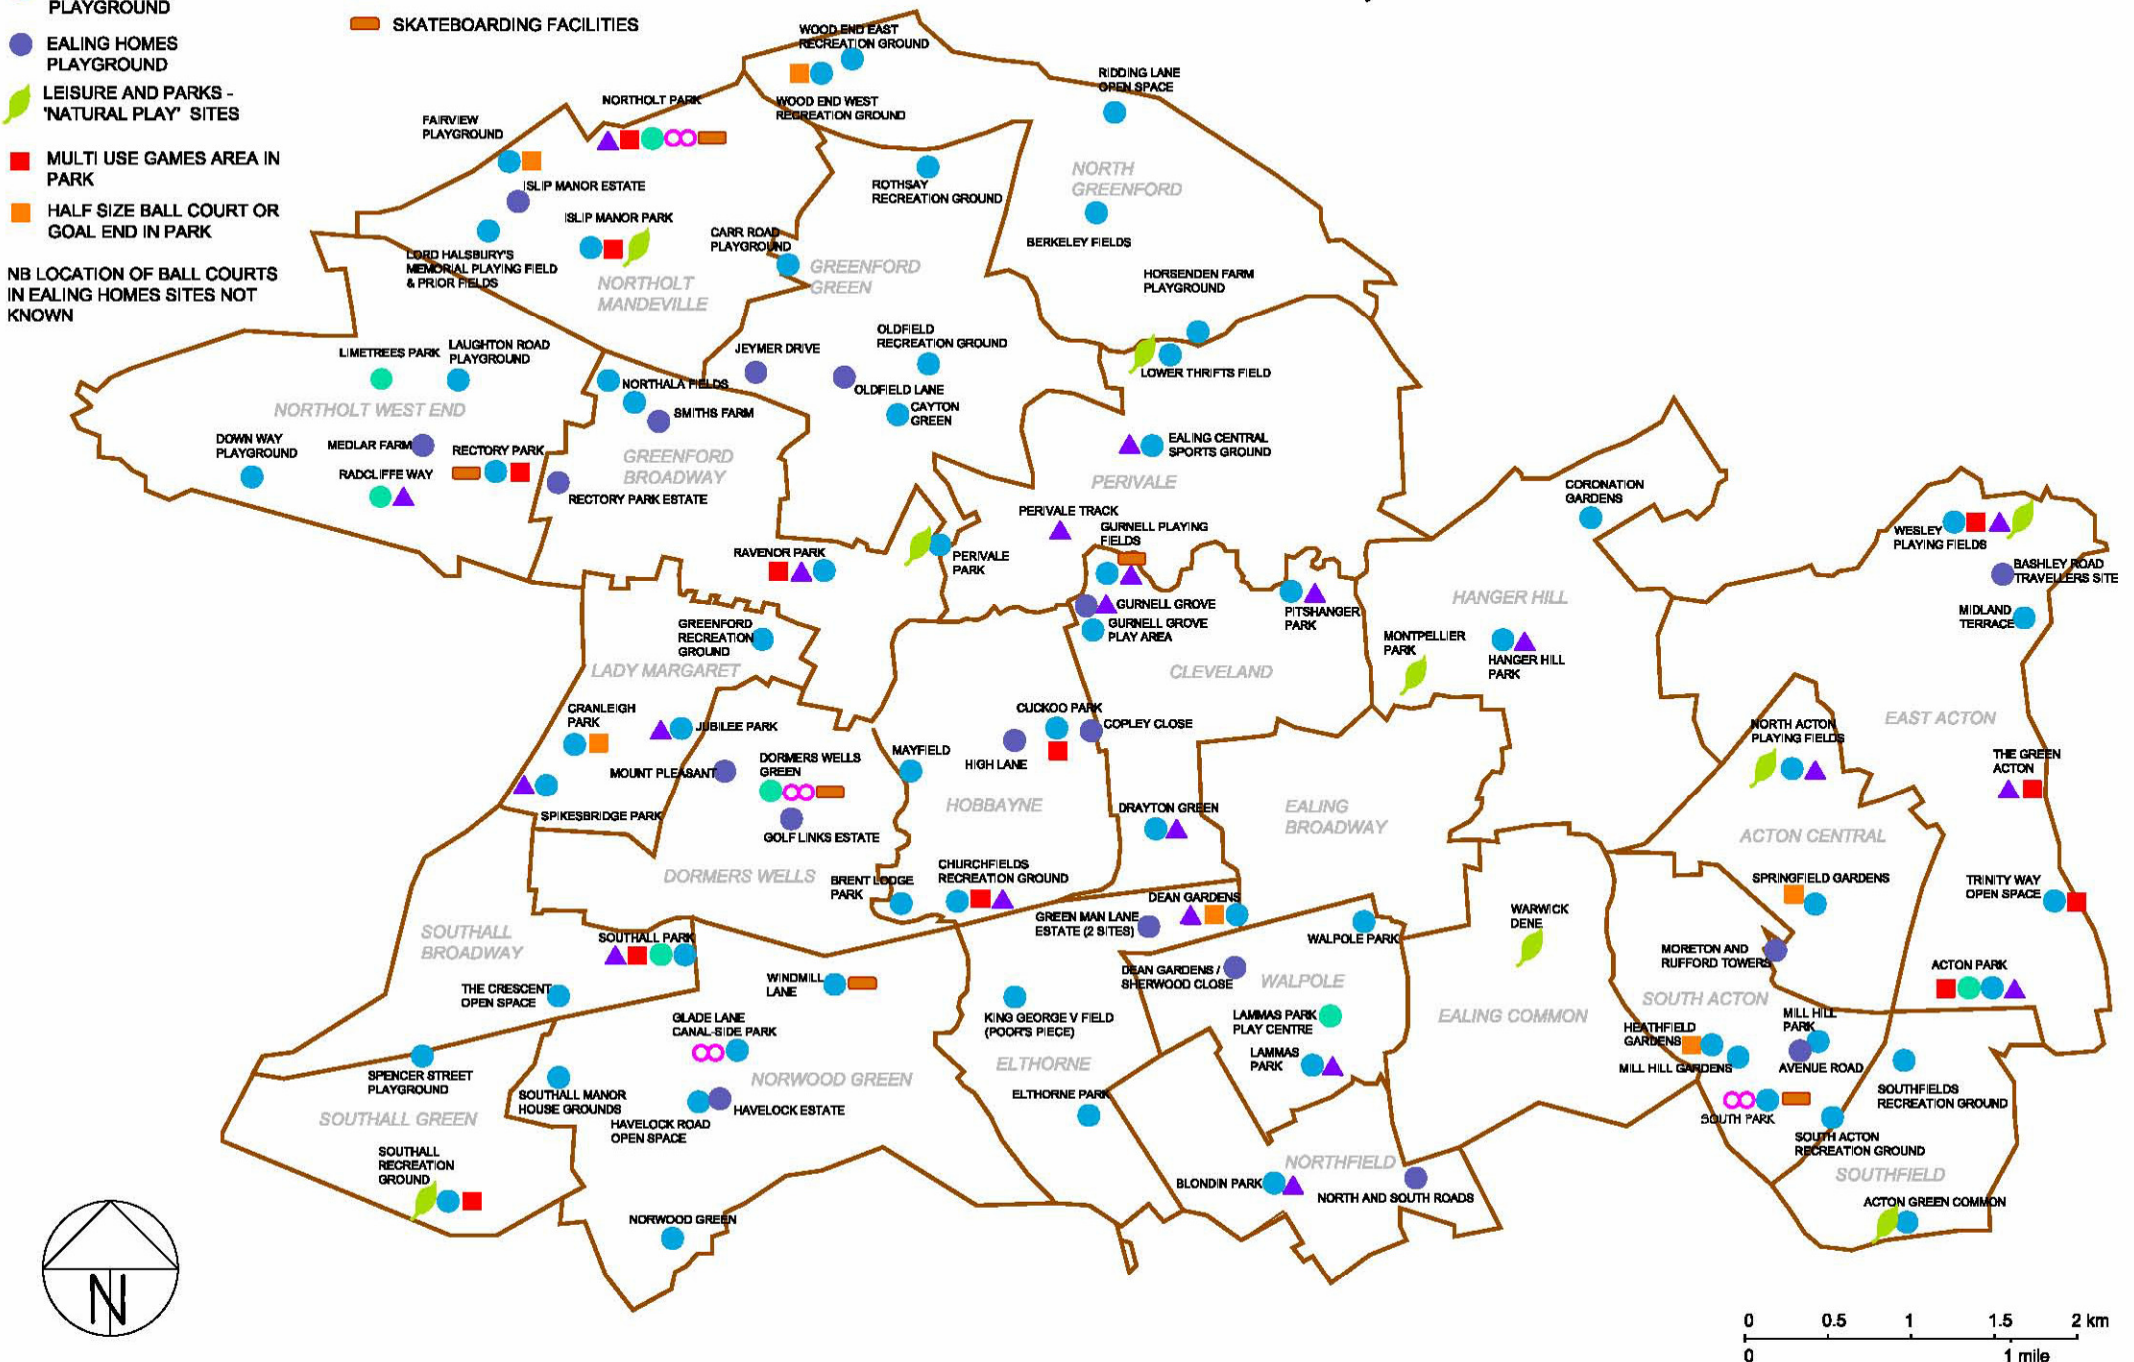 PLAYGROUND
EALING HOMES
PLAYGROUND
LEISURE AND PARKS -
'NATURAL PLAY' SITES
MULTI USE GAMES AREA IN
PARK
HALF SIZE BALL COURT OR
GOAL END IN PARK
NB LOCATION OF BALL COURTS
IN EALING HOMES SITES NOT
KNOWN
SKATEBOARDING FACILITIES
WOOD END EAST
RECREATION GROUND
WOOD END WEST
RECREATION GROUND
RIDDING LANE
OPEN SPACE
NORTHOLT PARK
FAIRVIEW
PLAYGROUND
ISLIP MANOR ESTATE
ISLIP MANOR PARK
LORD HALSBURY'S
MEMORIAL PLAYING FIELD
& PRIOR FIELDS
NORTHOLT
MANDEVILLE
CARR ROAD
PLAYGROUND
ROTHSAY
RECREATION GROUND
NORTH
GREENFORD
BERKELEY FIELDS
GREENFORD
GREEN
HORSENDEN FARM
PLAYGROUND
LOWER THRIFTS FIELD
OLDFIELD
RECREATION GROUND
JEYMER DRIVE
OLDFIELD LANE
CAYTON
GREEN
LIMETREES PARK
LAUGHTON ROAD
PLAYGROUND
NORTHOLT WEST END
NORTHALA FIELDS
SMITHS FARM
DOWN WAY
PLAYGROUND
MEDLAR FARM
RECTORY PARK
RADCLIFFE WAY
GREENFORD
BROADWAY
RECTORY PARK ESTATE
EALING CENTRAL
SPORTS GROUND
PERIVALE
PERIVALE TRACK
GURNELL PLAYING
FIELDS
CORONATION
GARDENS
WESLEY
PLAYING FIELDS
BASHLEY ROAD
TRAVELLERS SITE
MIDLAND
TERRACE
RAVENOR PARK
PERIVALE
PARK
GURNELL GROVE
GURNELL GROVE
PLAY AREA
PITSHANGER
PARK
HANGER HILL
MONTPELLIER
PARK
HANGER HILL
PARK
GREENFORD
RECREATION
GROUND
LADY MARGARET
CLEVELAND
CRANLEIGH
PARK
JUBILEE PARK
MOUNT PLEASANT
DORMERS WELLS
GREEN
GOLF LINKS ESTATE
SPIKESBRIDGE PARK
DORMERS WELLS
MAYFIELD
CUCKOO PARK
COPLEY CLOSE
HIGH LANE
HOBBAYNE
DRAYTON GREEN
EALING
BROADWAY
EAST ACTON
NORTH ACTON
PLAYING FIELDS
THE GREEN
ACTON
ACTON CENTRAL
SPRINGFIELD GARDENS
TRINITY WAY
OPEN SPACE
BRENT LODGE
PARK
CHURCHFIELDS
RECREATION GROUND
DEAN GARDENS
GREEN MAN LANE
ESTATE (2 SITES)
WALPOLE PARK
WARWICK
DENE
MORETON AND
RUFFORD TOWERS
ACTON PARK
SOUTHALL
BROADWAY
SOUTHALL PARK
THE CRESCENT
OPEN SPACE
WINDMILL
LANE
DEAN GARDENS /
SHERWOOD CLOSE
WALPOLE
SOUTH ACTON
GLADE LANE
CANAL-SIDE PARK
KING GEORGE V FIELD
(POOR'S PIECE)
LAMMAS PARK
PLAY CENTRE
LAMMAS
PARK
EALING COMMON
HEATHFIELD
GARDENS
MILL HILL
PARK
MILL HILL GARDENS
AVENUE ROAD
SPENCER STREET
PLAYGROUND
SOUTHALL GREEN
SOUTHALL MANOR
HOUSE GROUNDS
NORWOOD GREEN
HAVELOCK ESTATE
HAVELOCK ROAD
OPEN SPACE
ELTHORNE
ELTHORNE PARK
SOUTHFIELDS
RECREATION GROUND
SOUTH PARK
SOUTH ACTON
RECREATION GROUND
SOUTHFIELD
SOUTHALL
RECREATION
GROUND
NORWOOD GREEN
BLONDIN PARK
NORTHFIELD
NORTH AND SOUTH ROADS
ACTON GREEN COMMON
N
0 0.5 1 1.5 2 km
0 1 mile